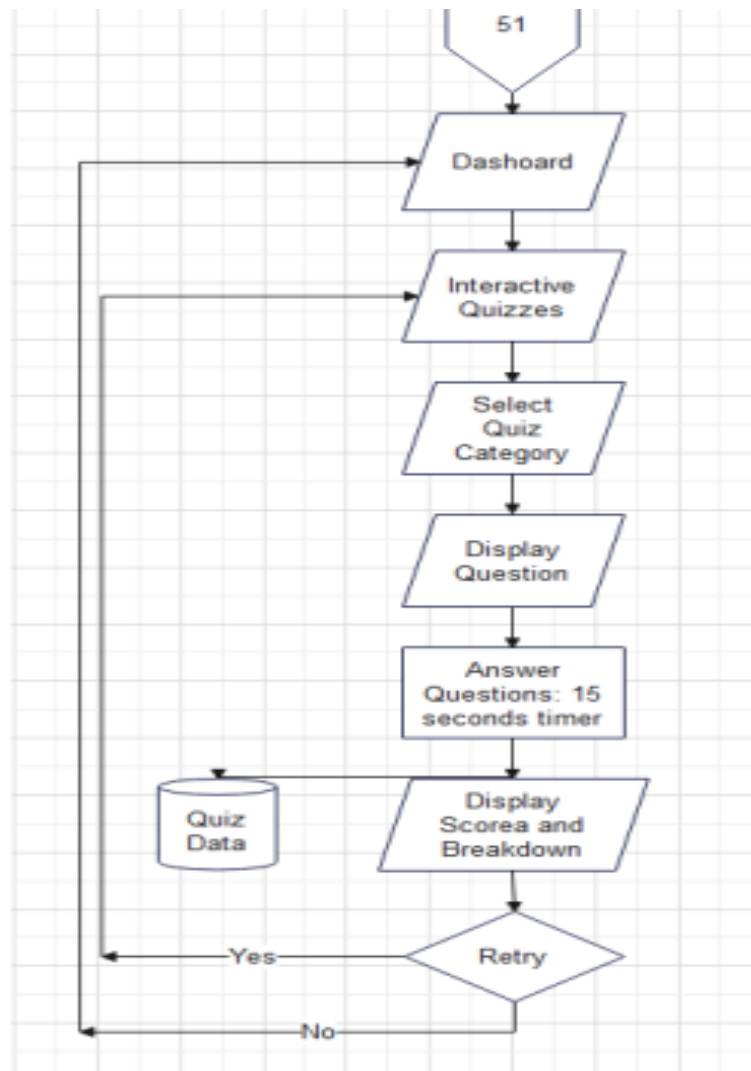 51
Dashoard
Interactive
Quizzes
Select
Quiz
Category
Display
Question
Answer
Questions: 15
seconds timer
Quiz
Data
Display
Scorea and
Breakdown
Yes
Retry
No